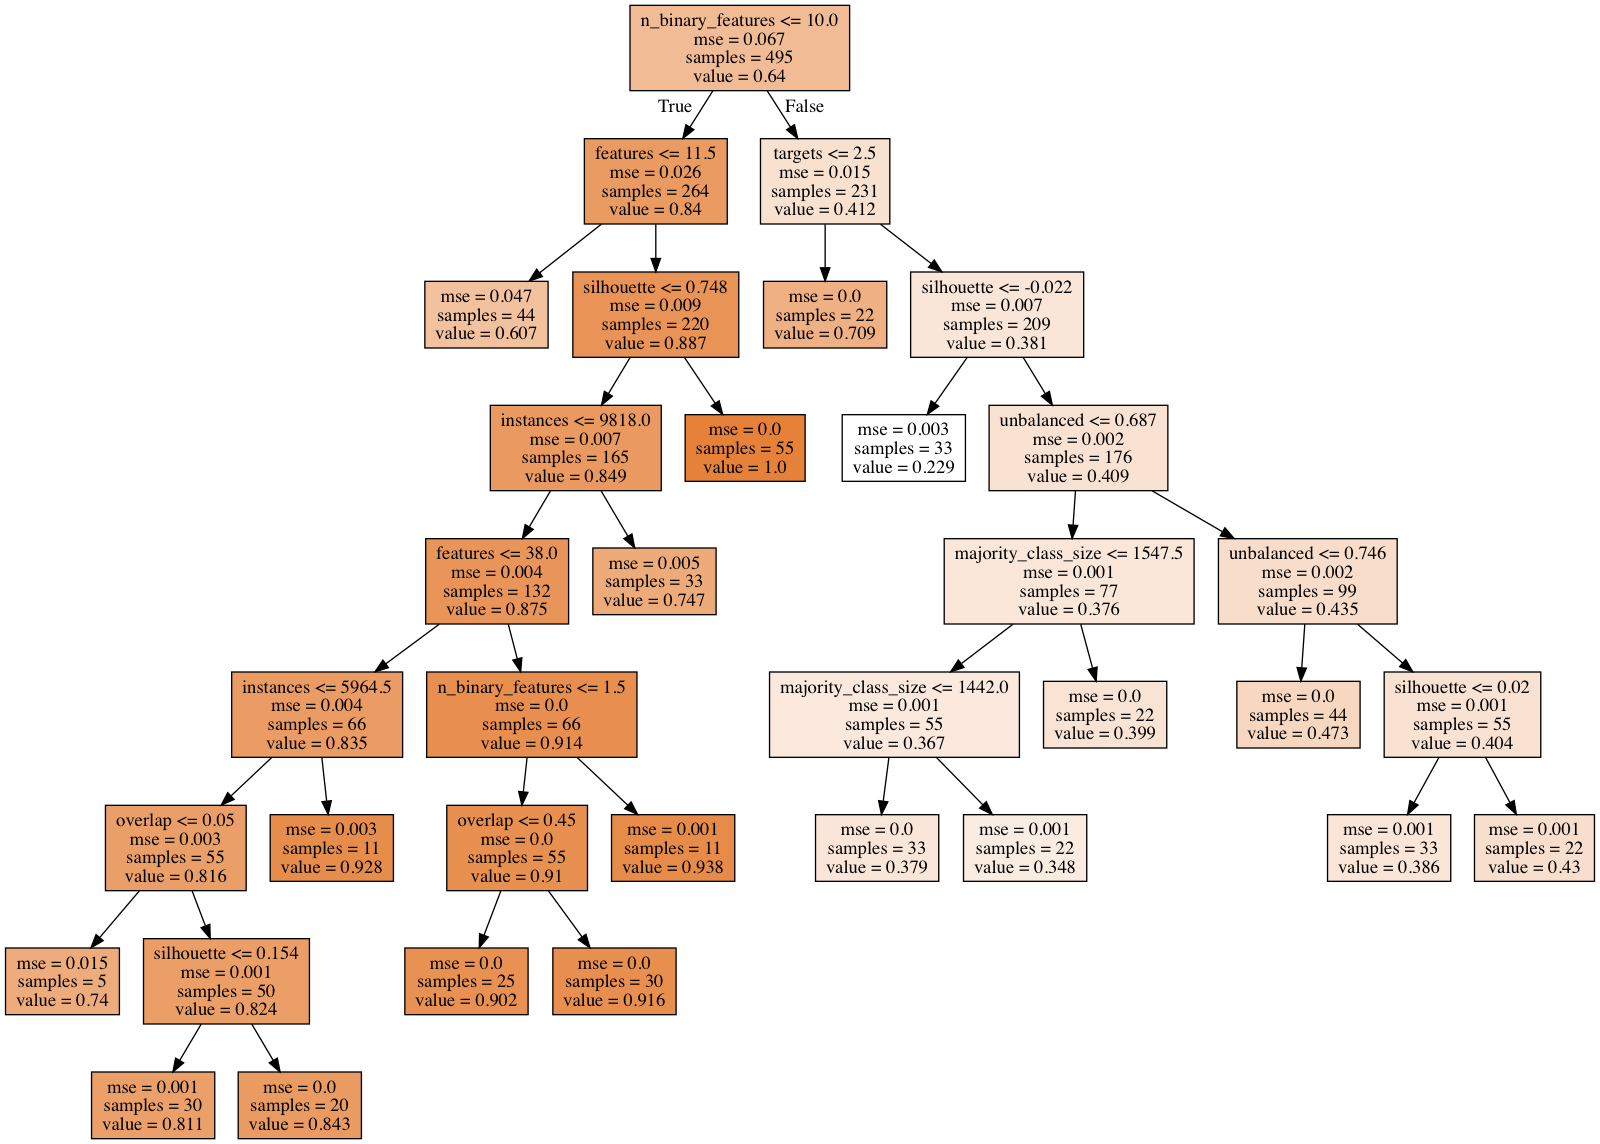 n_binary_features <= 10.0
mse = 0.067
samples = 495
value = 0.64
True
False
features <= 11.5
mse = 0.026
samples = 264
value = 0.84
targets <= 2.5
mse = 0.015
samples = 231
value = 0.412
mse = 0.047
samples = 44
value = 0.607
silhouette <= 0.748
mse = 0.009
samples = 220
value = 0.887
mse = 0.0
samples = 22
value = 0.709
silhouette <= -0.022
mse = 0.007
samples = 209
value = 0.381
instances <= 9818.0
mse = 0.007
samples = 165
value = 0.849
mse = 0.0
samples = 55
value = 1.0
mse = 0.003
samples = 33
value = 0.229
unbalanced <= 0.687
mse = 0.002
samples = 176
value = 0.409
features <= 38.0
mse = 0.004
samples = 132
value = 0.875
mse = 0.005
samples = 33
value = 0.747
majority_class_size <= 1547.5
mse = 0.001
samples = 77
value = 0.376
unbalanced <= 0.746
mse = 0.002
samples = 99
value = 0.435
instances <= 5964.5
mse = 0.004
samples = 66
value = 0.835
n_binary_features <= 1.5
mse = 0.0
samples = 66
value = 0.914
majority_class_size <= 1442.0
mse = 0.001
samples = 55
value = 0.367
mse = 0.0
samples = 22
value = 0.399
mse = 0.0
samples = 44
value = 0.473
silhouette <= 0.02
mse = 0.001
samples = 55
value = 0.404
overlap <= 0.05
mse = 0.003
samples = 55
value = 0.816
mse = 0.003
samples = 11
value = 0.928
overlap <= 0.45
mse = 0.0
samples = 55
value = 0.91
mse = 0.001
samples = 11
value = 0.938
mse = 0.0
samples = 33
value = 0.379
mse = 0.001
samples = 22
value = 0.348
mse = 0.001
samples = 33
value = 0.386
mse = 0.001
samples = 22
value = 0.43
mse = 0.015
samples = 5
value = 0.74
silhouette <= 0.154
mse = 0.001
samples = 50
value = 0.824
mse = 0.0
samples = 25
value = 0.902
mse = 0.0
samples = 30
value = 0.916
mse = 0.001
samples = 30
value = 0.811
mse = 0.0
samples = 20
value = 0.843